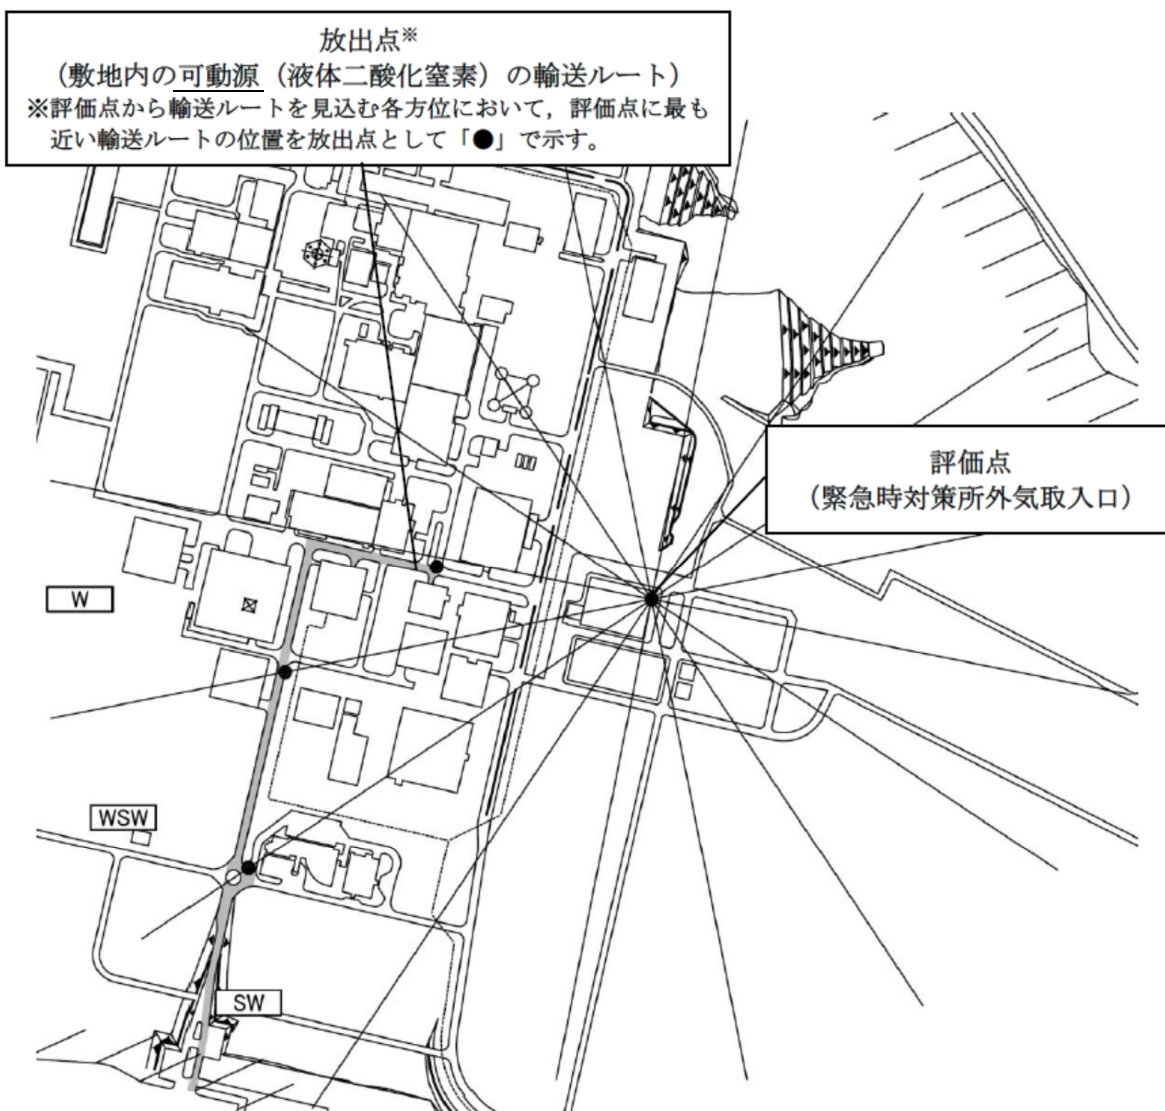 放出点※
（敷地内の可動源（液体二酸化窒素）の輸送ルート）
※評価点から輸送ルートを見込む各方位において，評価点に最も
近い輸送ルートの位置を放出点として「●」で示す。
評価点
（緊急時対策所外気取入口）
W
WSW
SW